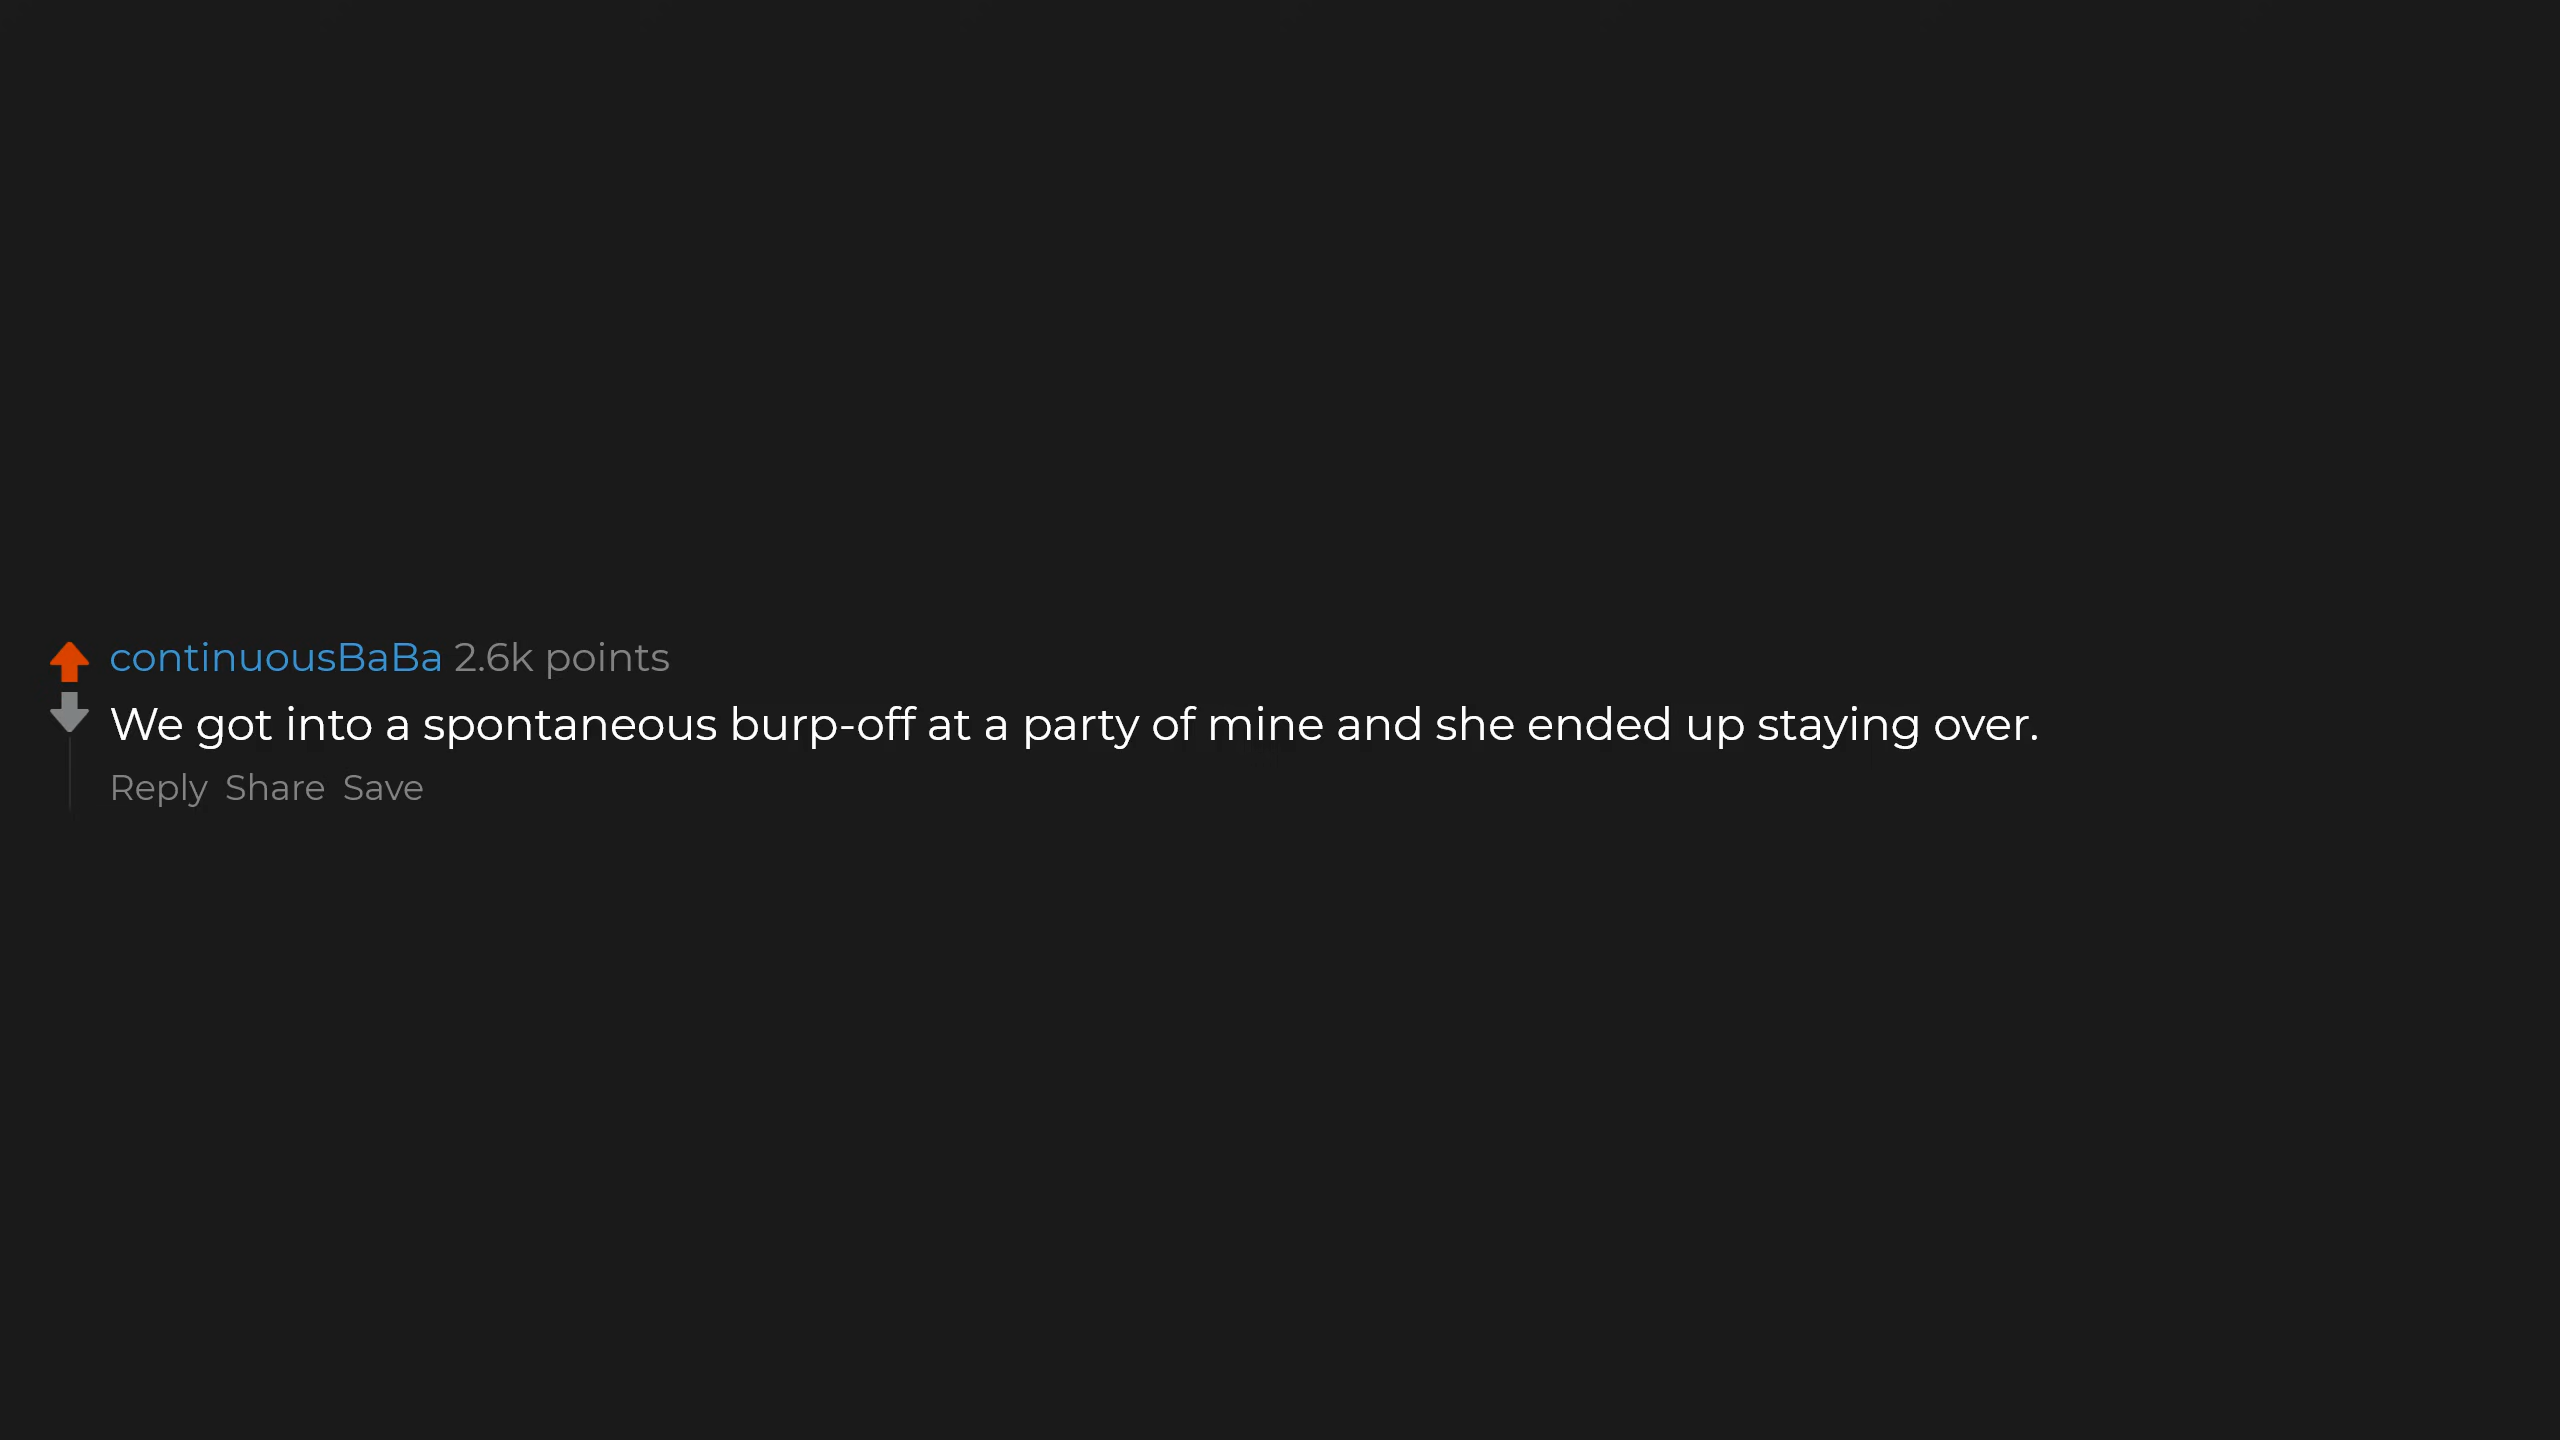 continuousBaBa 2.6k points
We got into a spontaneous burp-off at a party of mine and she ended up staying over.
Reply Share Save